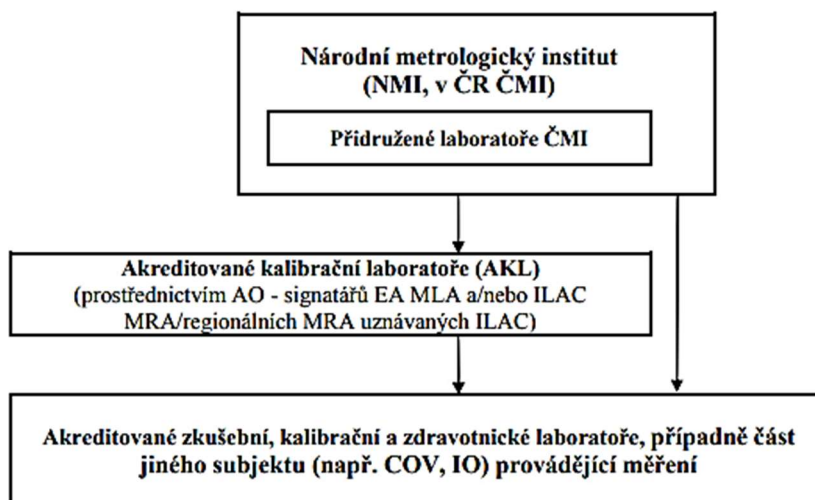 Národní metrologický institut
(NMI, v ČR ČMI)
Přidružené laboratoře ČMI
Akreditované kalibrační laboratoře (AKL)
(prostřednictvím AO - signatářů EA MLA a/nebo ILAC
MRA/regionálních MRA uznávaných ILAC)
Akreditované zkušební, kalibrační a zdravotnické laboratoře, případně část
jiného subjektu (např. COV, IO) provádějící měření